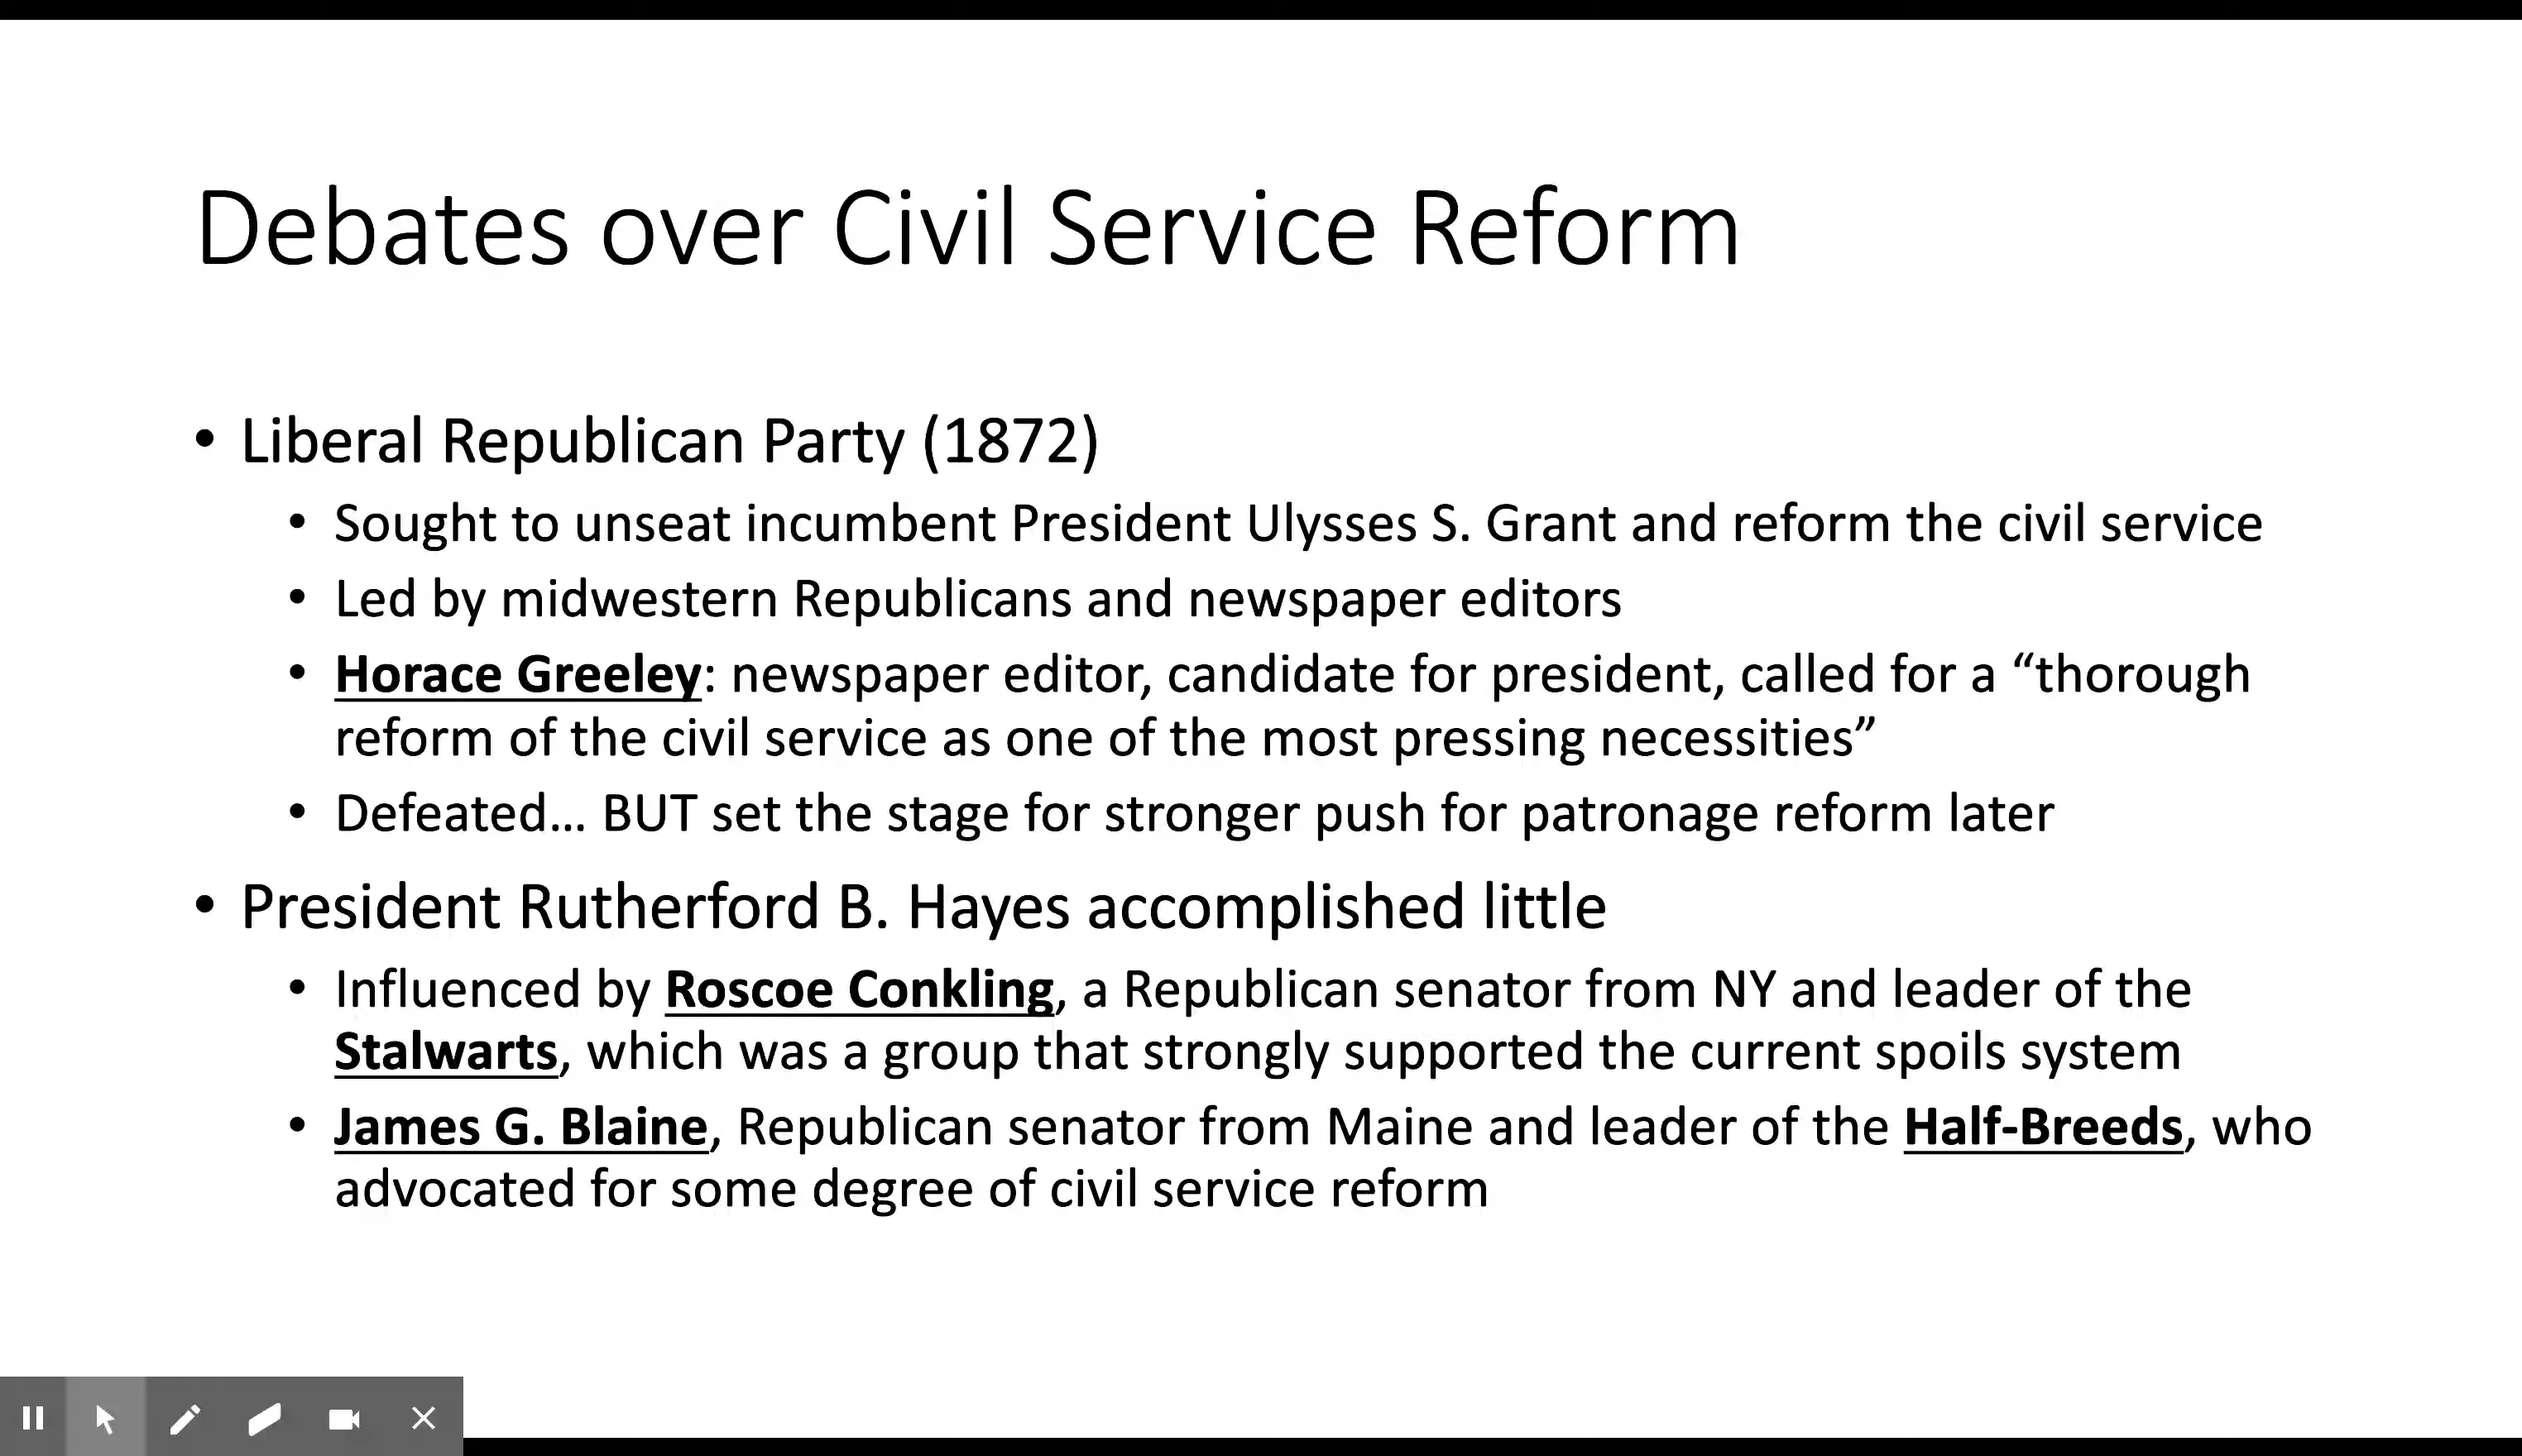 Debates over Civil Service Reform
• Liberal Republican Party (1872)
• Sought to unseat incumbent President Ulysses S. Grant and reform the civil service
• Led by midwestern Republicans and newspaper editors
• Horace Greeley: newspaper editor, candidate for president, called for a “thorough
reform of the civil service as one of the most pressing necessities”
• Defeated… BUT set the stage for stronger push for patronage reform later
• President Rutherford B. Hayes accomplished little
• Influenced by Roscoe Conkling, a Republican senator from NY and leader of the
Stalwarts, which was a group that strongly supported the current spoils system
• James G. Blaine, Republican senator from Maine and leader of the Half-Breeds, who
advocated for some degree of civil service reform